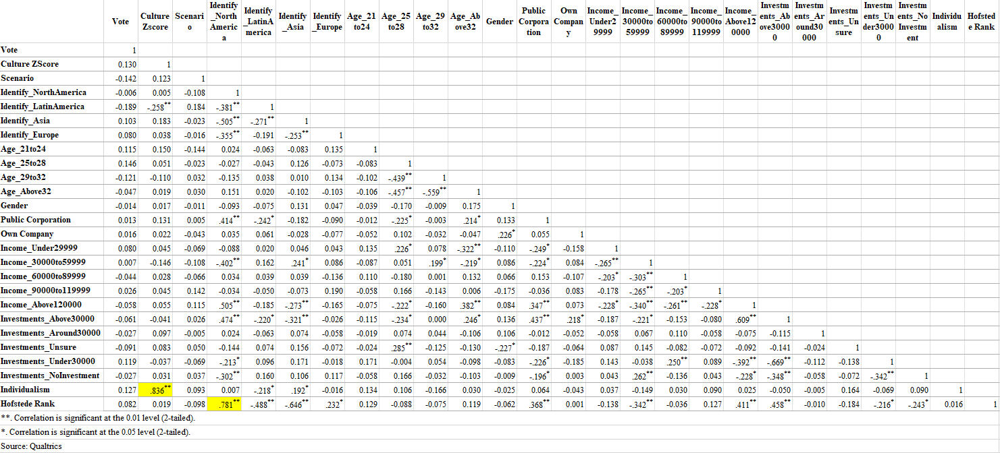 Vote Culture Zscore Scenario Identify_North America Identify_LatinAmerica Identify_Asia Identify_Europe Age_21to24 Age_25to28 Age_29to32 Age_Above32 Gender Public Corporation Own Company Income_Under29999 Income_30000to59999 Income_60000to89999 Income_90000to119999 Income_Above120000 Investments_Above30000 Investments_Around30000 Investments_Unsure Investments_Under30000 Investments_NoInvestment Individualism Hofstede Rank
Vote 1
Culture ZScore 0.130 1
Scenario -0.142 0.123 1
Identify_NorthAmerica -0.006 0.005 -0.108 1
Identify_LatinAmerica -0.189 -.258** 0.184 -.381** 1
Identify_Asia 0.103 0.183 -0.023 -.505** -.271** 1
Identify_Europe 0.080 0.038 -0.016 -.355** -0.191 -.253** 1
Age_21to24 0.115 0.150 -0.144 0.024 -0.063 -0.083 0.135 1
Age_25to28 0.146 0.051 -0.023 -0.027 -0.043 0.126 -0.073 -0.083 1
Age_29to32 -0.121 -0.110 0.032 -0.135 0.038 0.010 0.134 -0.102 -.439** 1
Age_Above32 -0.047 0.019 0.030 0.151 0.020 -0.102 -0.103 -0.106 -.457** -.559** 1
Gender -0.014 0.017 -0.011 -0.093 -0.075 0.131 0.047 -0.039 -0.170 -0.009 0.175 1
Public Corporation 0.013 0.131 0.005 .414** -.242* -0.182 -0.090 -0.012 -.225* -0.003 .214* 0.133 1
Own Company 0.016 0.022 -0.043 0.035 0.061 -0.028 -0.077 -0.052 0.102 -0.032 -0.047 .226* 0.055 1
Income_Under29999 0.080 0.045 -0.069 -0.088 0.020 0.046 0.043 0.135 .226* 0.078 -.322** -0.110 -.249* -0.158 1
Income_30000to59999 0.007 -0.146 -0.108 -.402** 0.162 .241* 0.086 -0.087 0.051 .199* -.219* 0.086 -.224* 0.084 -.265** 1
Income_60000to89999 -0.044 0.028 -0.066 0.034 0.039 0.039 -0.136 0.110 -0.180 0.001 0.132 0.066 0.153 -0.107 -.203* -.303** 1
Income_90000to119999 0.026 0.045 0.142 -0.034 -0.050 -0.073 0.190 -0.058 0.166 -0.143 0.006 -0.175 -0.036 0.083 -0.178 -.265** -.203* 1
Income_Above120000 -0.058 0.055 0.115 .505** -0.185 -.273** -0.165 -0.075 -.222* -0.160 .382** 0.084 .347** 0.073 -.228* -.340** -.261** -.228* 1
Investments_Above30000 -0.061 -0.041 0.026 .474** -.220* -.321** -0.026 -0.115 -.234* 0.000 .246* 0.136 .437** .218* -0.187 -.221* -0.153 -0.080 .609** 1
Investments_Around30000 -0.027 0.097 -0.005 0.024 -0.063 0.074 -0.058 -0.019 0.074 0.044 -0.106 0.106 -0.012 -0.052 -0.058 0.067 0.110 -0.058 -0.075 -0.115 1
Investments_Unsure -0.091 0.083 0.050 -0.144 0.074 0.156 -0.072 -0.024 .285** -0.125 -0.130 -.227* -0.187 -0.064 0.087 0.145 -0.082 -0.072 -0.092 -0.141 -0.024 1
Investments_Under30000 0.119 -0.037 -0.069 -.213* 0.096 0.171 -0.018 0.171 -0.004 0.054 -0.098 -0.083 -.226* -0.185 0.143 -0.038 .250** 0.089 -.392** -.669** -0.112 -0.138 1
Investments_NoInvestment -0.027 0.031 0.037 -.302** 0.160 0.106 0.117 -0.058 0.166 -0.032 -0.103 -0.009 -.196* 0.003 0.043 .262** -0.136 0.043 -.228* -.348** -0.058 -0.072 -.342** 1
Individualism 0.127 .836** 0.093 0.007 -.218* .192* -0.016 0.134 0.106 -0.166 0.030 -0.025 0.064 -0.043 0.037 -0.149 0.030 0.090 0.025 -0.050 -0.005 0.164 -0.069 0.090 1
Hofstede Rank 0.082 0.019 -0.098 .781** -.488** -.646** .232* 0.129 -0.088 -0.075 0.119 -0.062 .368** 0.001 -0.138 -.342** -0.036 0.127 .411** .458** -0.010 -0.184 -.216* -.243* 0.016 1
**. Correlation is significant at the 0.01 level (2-tailed).
*. Correlation is significant at the 0.05 level (2-tailed).
Source: Qualtrics